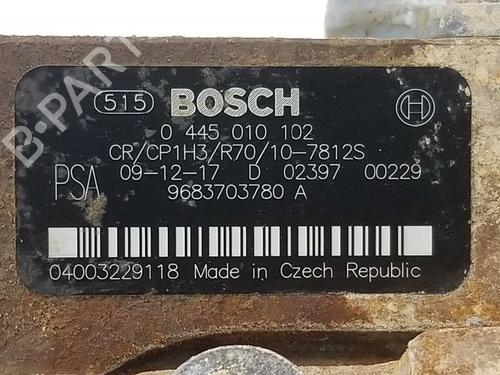 515 BOSCH
0 445 010 102
CR/CP1H3/R70/10-7812S
PSA 09-12-17 D 02397 00229
9683703780 A
04003229118 Made in Czech Republic
B-PARTS